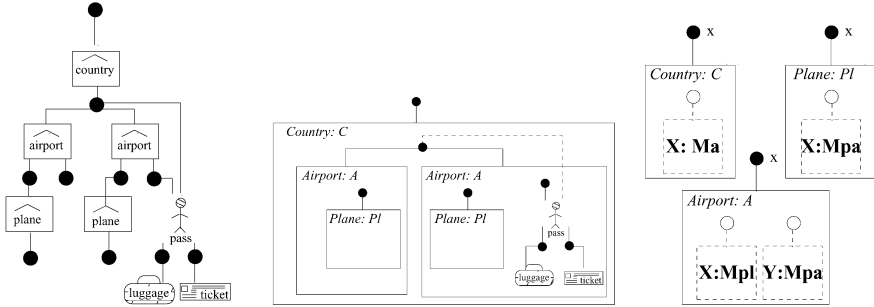 country
airport
airport
plane
plane
pass
luggage
ticket
Country: C
Airport: A
Airport: A
Plane: Pl
Plane: Pl
pass
luggage
ticket
x
x
Country: C
Plane: Pl
X: Ma
X:Mpa
x
Airport: A
X:Mpl
Y:Mpa